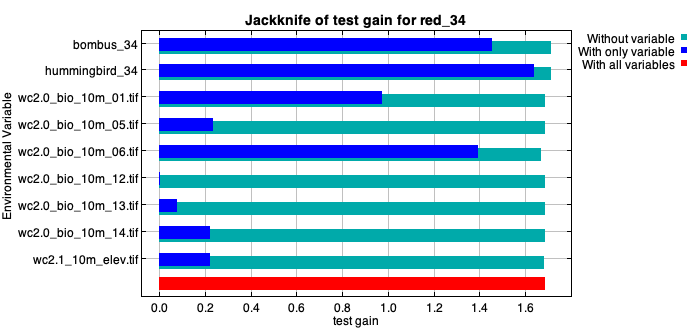 Jackknife of test gain for red_34
Without variable
With only variable
With all variables
Environmental Variable
bombus_34
hummingbird_34
wc2.0_bio_10m_01.tif
wc2.0_bio_10m_05.tif
wc2.0_bio_10m_06.tif
wc2.0_bio_10m_12.tif
wc2.0_bio_10m_13.tif
wc2.0_bio_10m_14.tif
wc2.1_10m_elev.tif
0.0 0.2 0.4 0.6 0.8 1.0 1.2 1.4 1.6
test gain